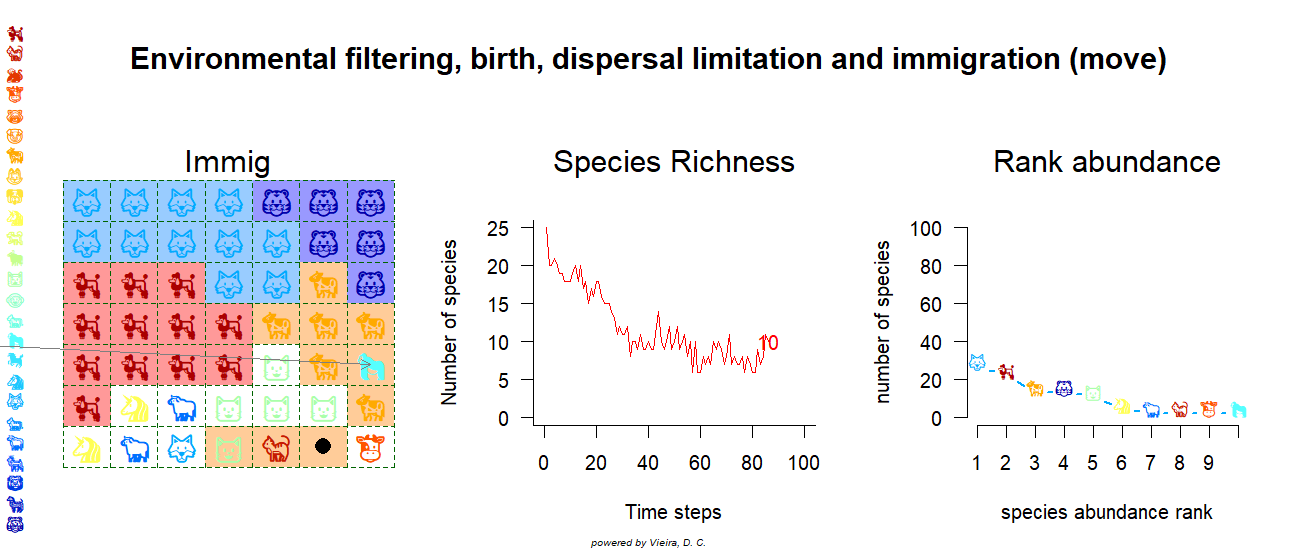 Environmental filtering, birth, dispersal limitation and immigration (move)
Immig
Species Richness
Number of species
25
20
15
10
5
0
10
0 20 40 60 80 100
Time steps
Rank abundance
number of species
100
80
60
40
20
0
1 2 3 4 5 6 7 8 9
species abundance rank
powered by Vieira, D. C.